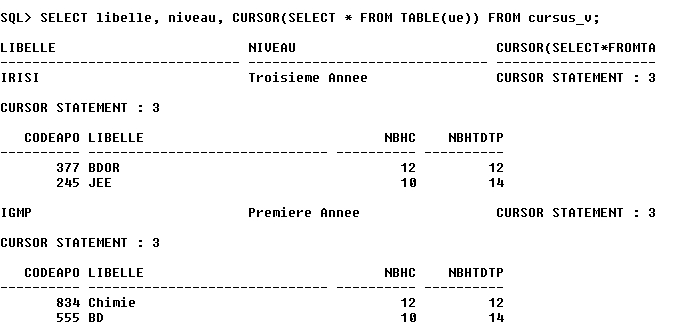 SQL> SELECT libelle, niveau, CURSOR(SELECT * FROM TABLE(ue)) FROM cursus_v;
LIBELLE NIVEAU CURSOR(SELECT*FROMTA
------------------------------ ------------------------------ --------------------
IRISI Troisieme Annee CURSOR STATEMENT : 3
CURSOR STATEMENT : 3
CODEAPO LIBELLE NBHC NBHTDTP
---------- ------------------------------ ---------- ----------
377 BDOR 12 12
245 JEE 10 14
IGMP Premiere Annee CURSOR STATEMENT : 3
CURSOR STATEMENT : 3
CODEAPO LIBELLE NBHC NBHTDTP
---------- ------------------------------ ---------- ----------
834 Chimie 12 12
555 BD 10 14